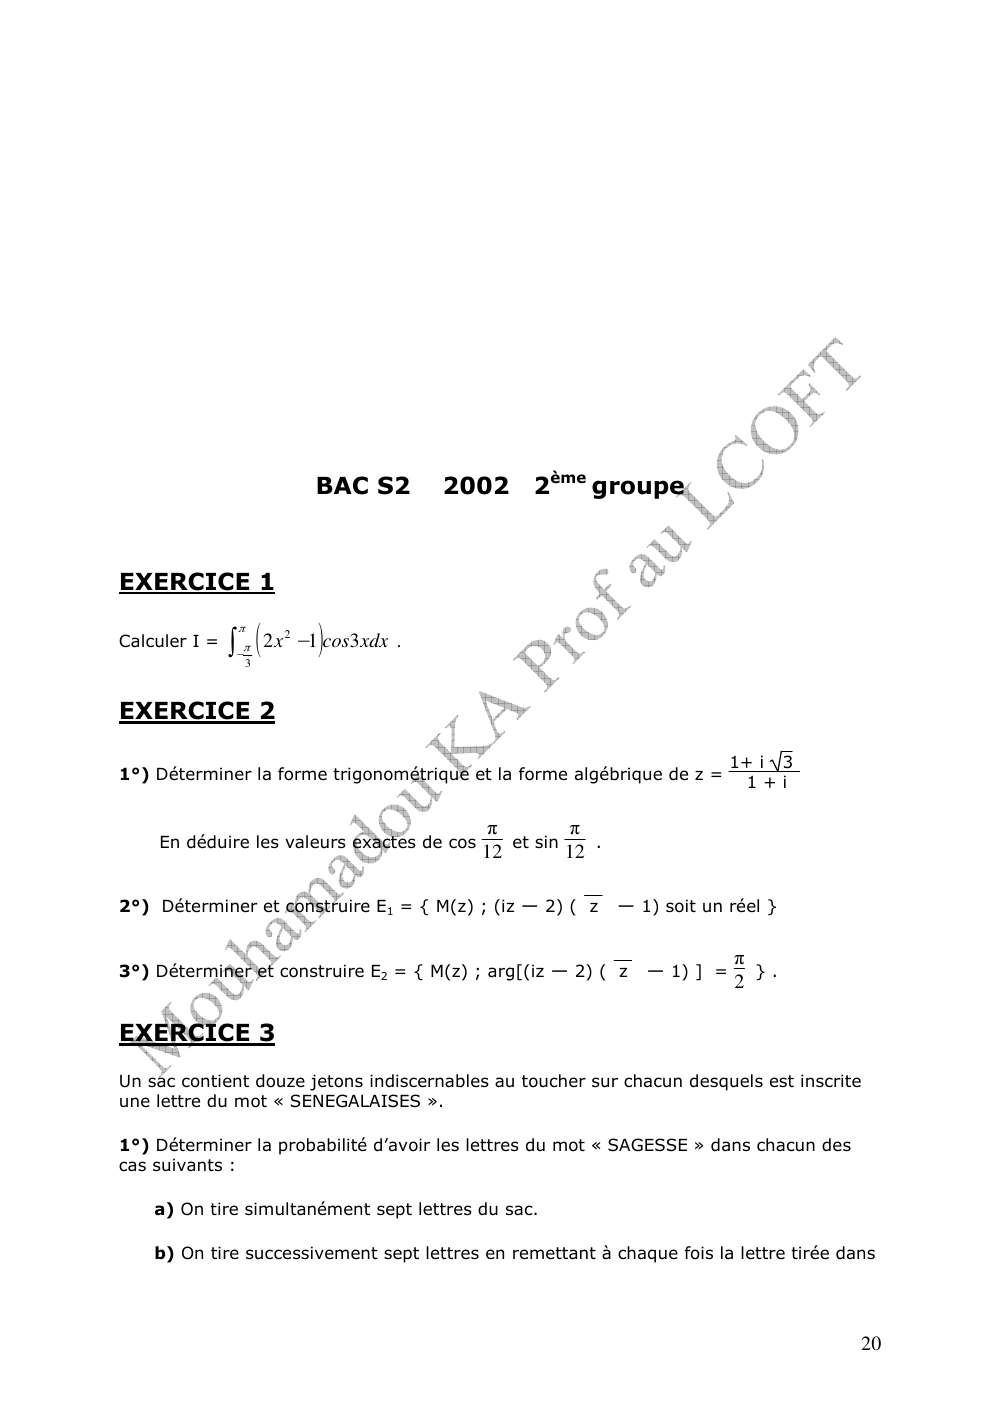 BAC S2 2002 2ème groupe
EXERCICE 1
Calculer I = ∫_{-π/3}^{π} (2x² −1)cos3xdx .
EXERCICE 2
1°) Déterminer la forme trigonométrique et la forme algébrique de z = (1+ i √3)/(1 + i)
En déduire les valeurs exactes de cos π/12 et sin π/12 .
2°) Déterminer et construire E₁ = { M(z) ; (iz — 2) ( z̅ — 1) soit un réel }
3°) Déterminer et construire E₂ = { M(z) ; arg[(iz — 2) ( z̅ — 1) ] = π/2 } .
EXERCICE 3
Un sac contient douze jetons indiscernables au toucher sur chacun desquels est inscrite
une lettre du mot « SENEGALAISES ».
1°) Déterminer la probabilité d’avoir les lettres du mot « SAGESSE » dans chacun des
cas suivants :
a) On tire simultanément sept lettres du sac.
b) On tire successivement sept lettres en remettant à chaque fois la lettre tirée dans
20
Mouhamadou KA Prof au LCOFT